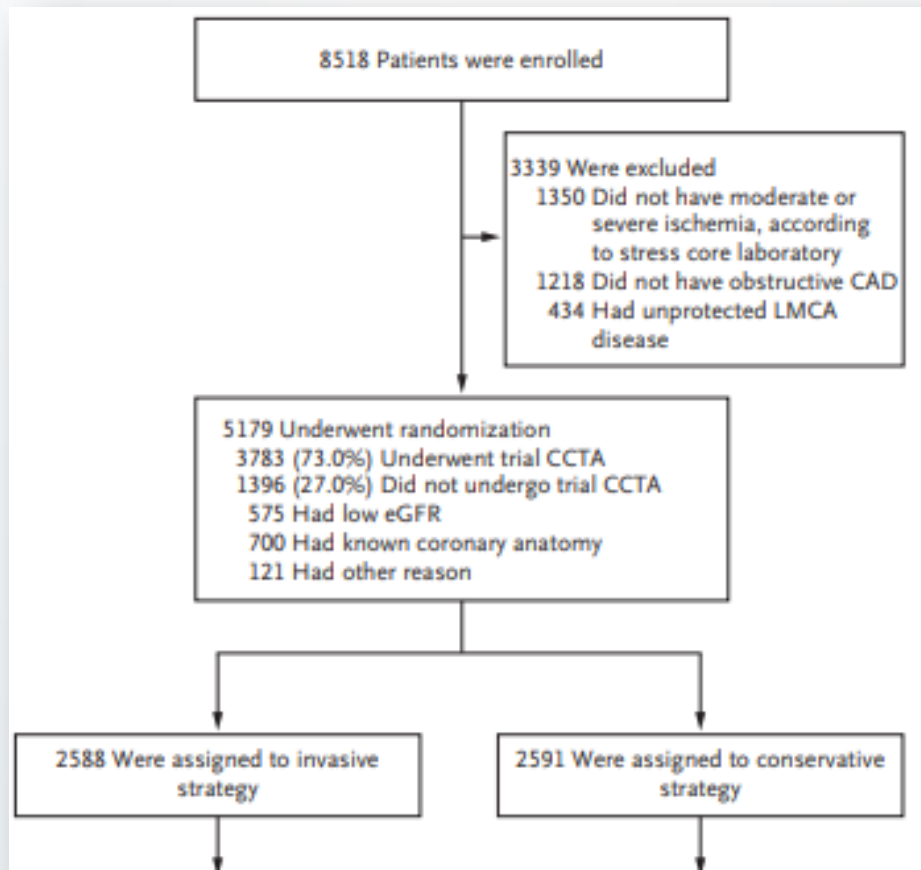 8518 Patients were enrolled
3339 Were excluded
1350 Did not have moderate or
severe ischemia, according
to stress core laboratory
1218 Did not have obstructive CAD
434 Had unprotected LMCA
disease
5179 Underwent randomization
3783 (73.0%) Underwent trial CCTA
1396 (27.0%) Did not undergo trial CCTA
575 Had low eGFR
700 Had known coronary anatomy
121 Had other reason
2588 Were assigned to invasive
strategy
2591 Were assigned to conservative
strategy